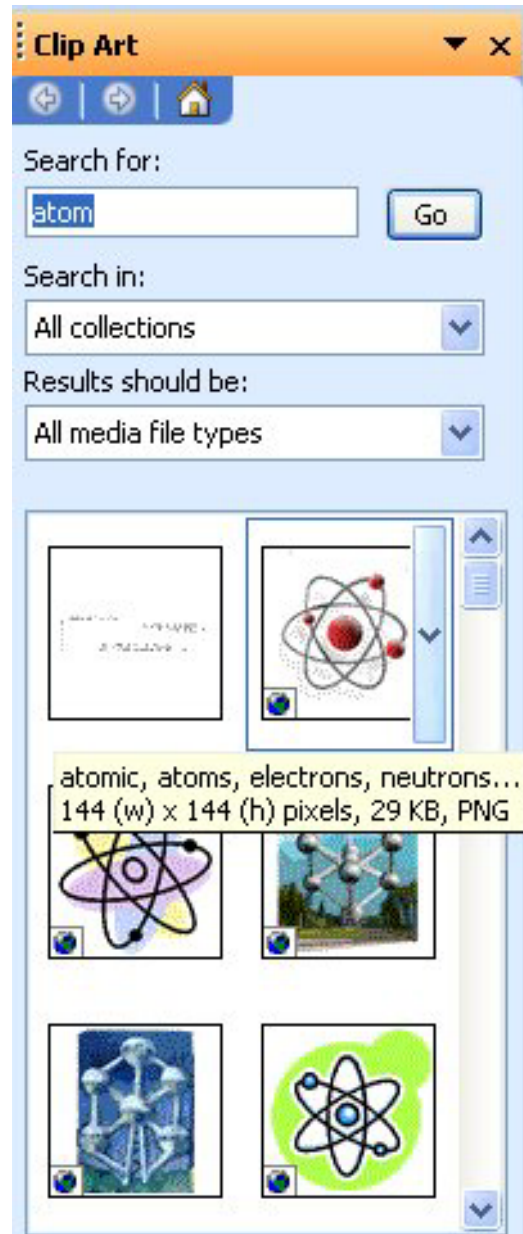 Clip Art
Search for:
atom Go
Search in:
All collections
Results should be:
All media file types
atomic, atoms, electrons, neutrons...
144 (w) x 144 (h) pixels, 29 KB, PNG